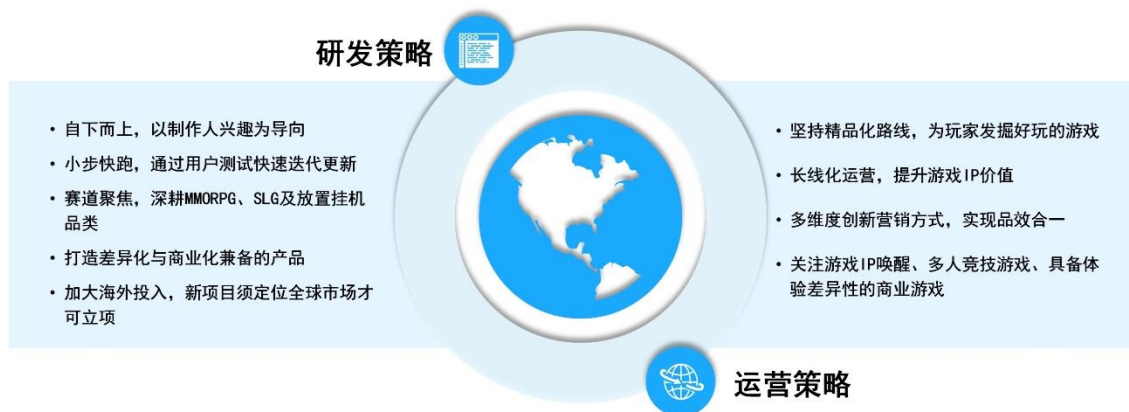 研发策略
• 自下而上，以制作人兴趣为导向
• 小步快跑，通过用户测试快速迭代更新
• 赛道聚焦，深耕MMORPG、SLG及放置挂机
品类
• 打造差异化与商业化兼备的产品
• 加大海外投入，新项目须定位全球市场才
可立项
• 坚持精品化路线，为玩家发掘好玩的游戏
• 长线化运营，提升游戏IP价值
• 多维度创新营销方式，实现品效合一
• 关注游戏IP唤醒、多人竞技游戏、具备体
验差异性的商业游戏
运营策略